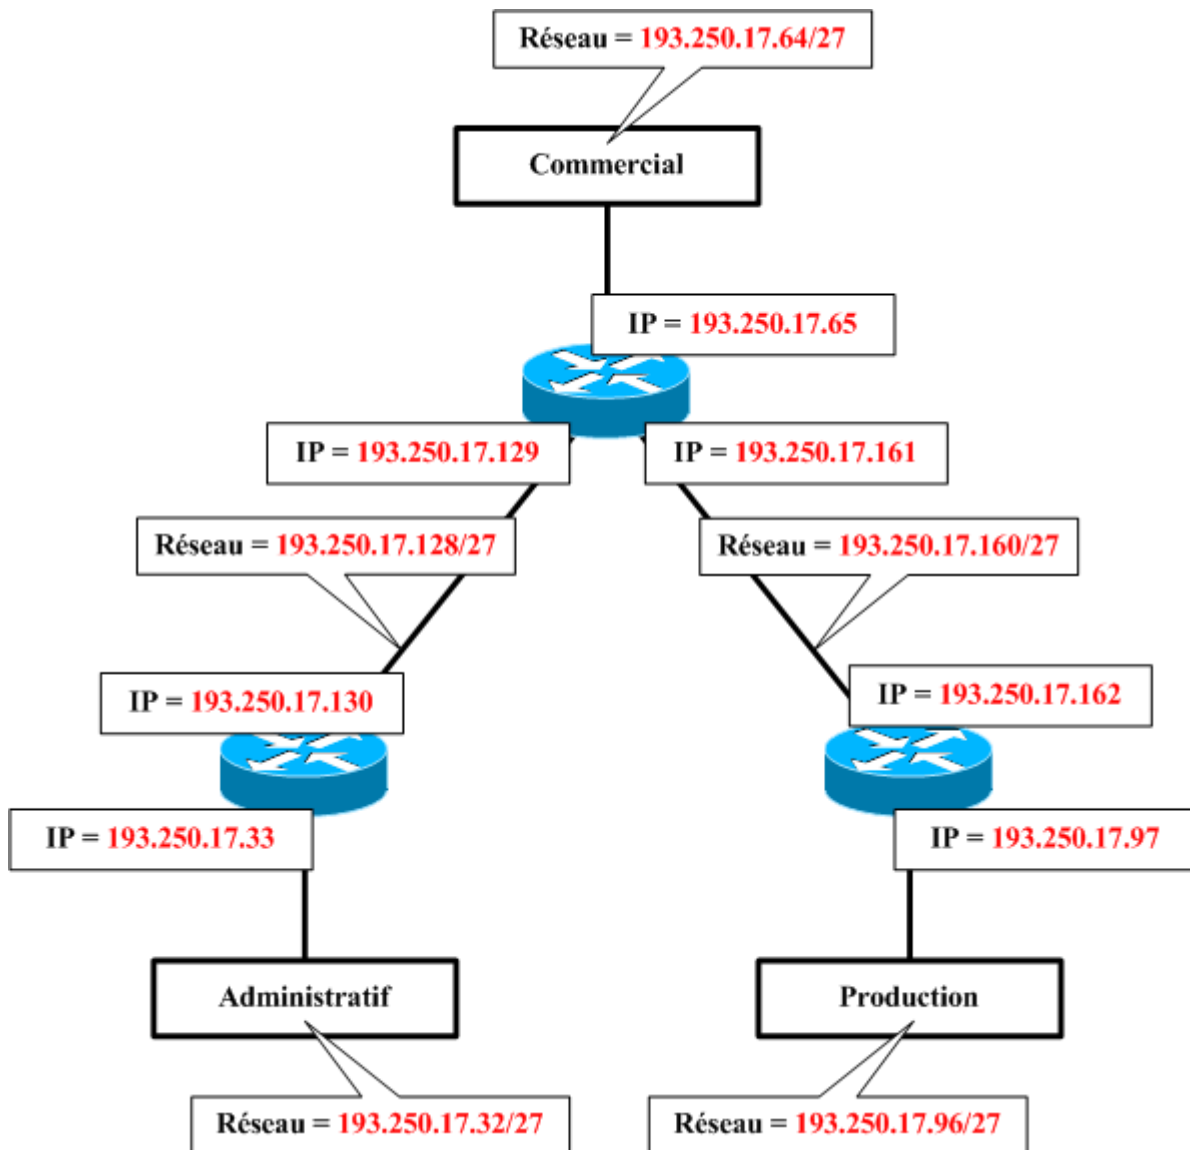 Réseau = 193.250.17.64/27
Commercial
IP = 193.250.17.65
IP = 193.250.17.129
IP = 193.250.17.161
Réseau = 193.250.17.128/27
Réseau = 193.250.17.160/27
IP = 193.250.17.130
IP = 193.250.17.162
IP = 193.250.17.33
IP = 193.250.17.97
Administratif
Production
Réseau = 193.250.17.32/27
Réseau = 193.250.17.96/27